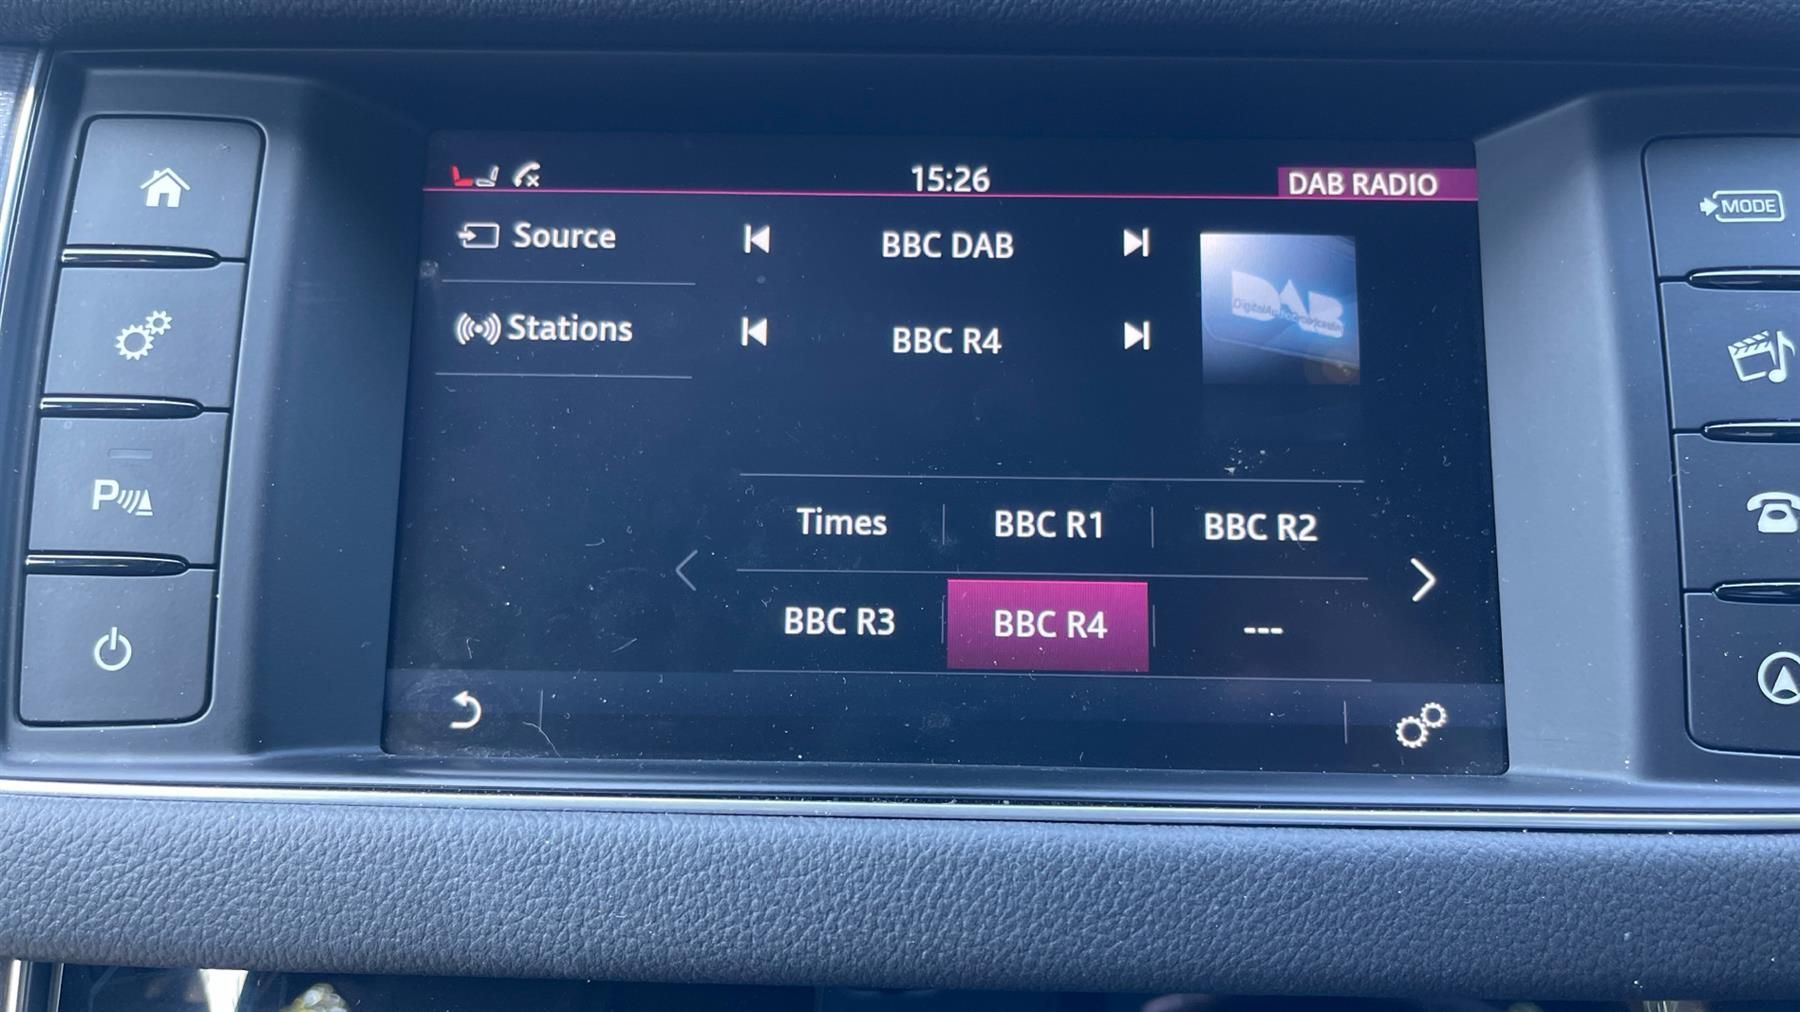 15:26
DAB RADIO
MODE
Source
BBC DAB
DAB
Stations
BBC R4
Times
BBC R1
BBC R2
P
BBC R3
BBC R4
---